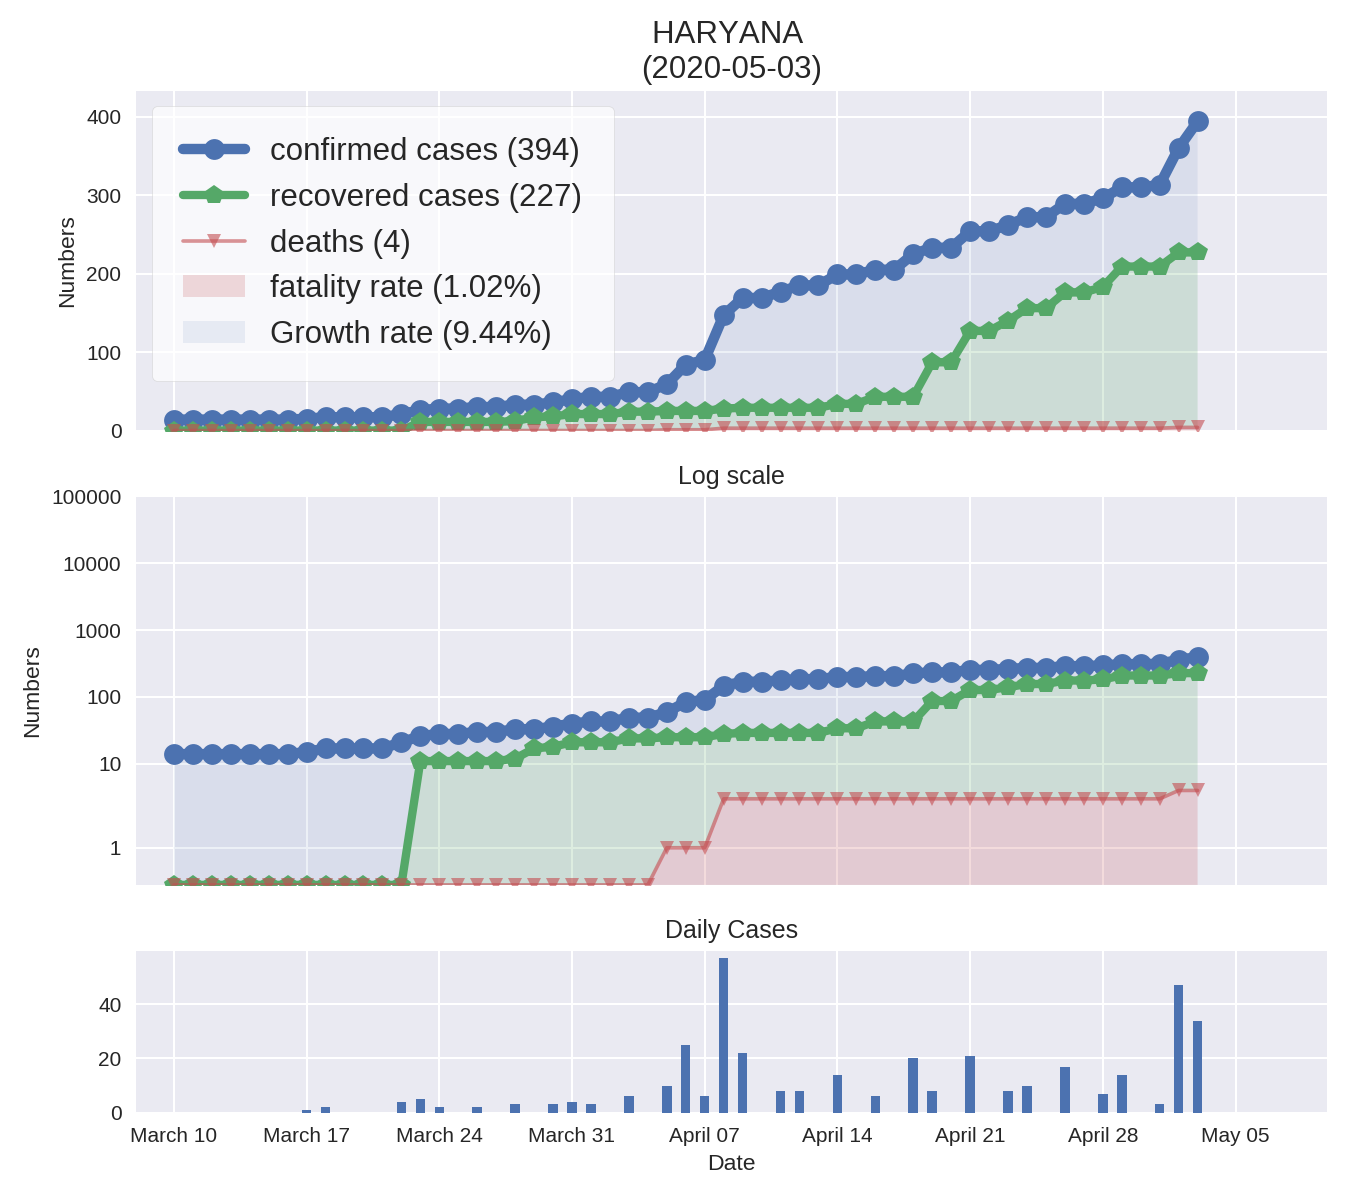 HARYANA
(2020-05-03)
400
300
200
100
0
Numbers
confirmed cases (394)
recovered cases (227)
deaths (4)
fatality rate (1.02%)
Growth rate (9.44%)
Log scale
100000
10000
1000
100
10
1
Numbers
Daily Cases
40
20
0
March 10 March 17 March 24 March 31 April 07 April 14 April 21 April 28 May 05
Date